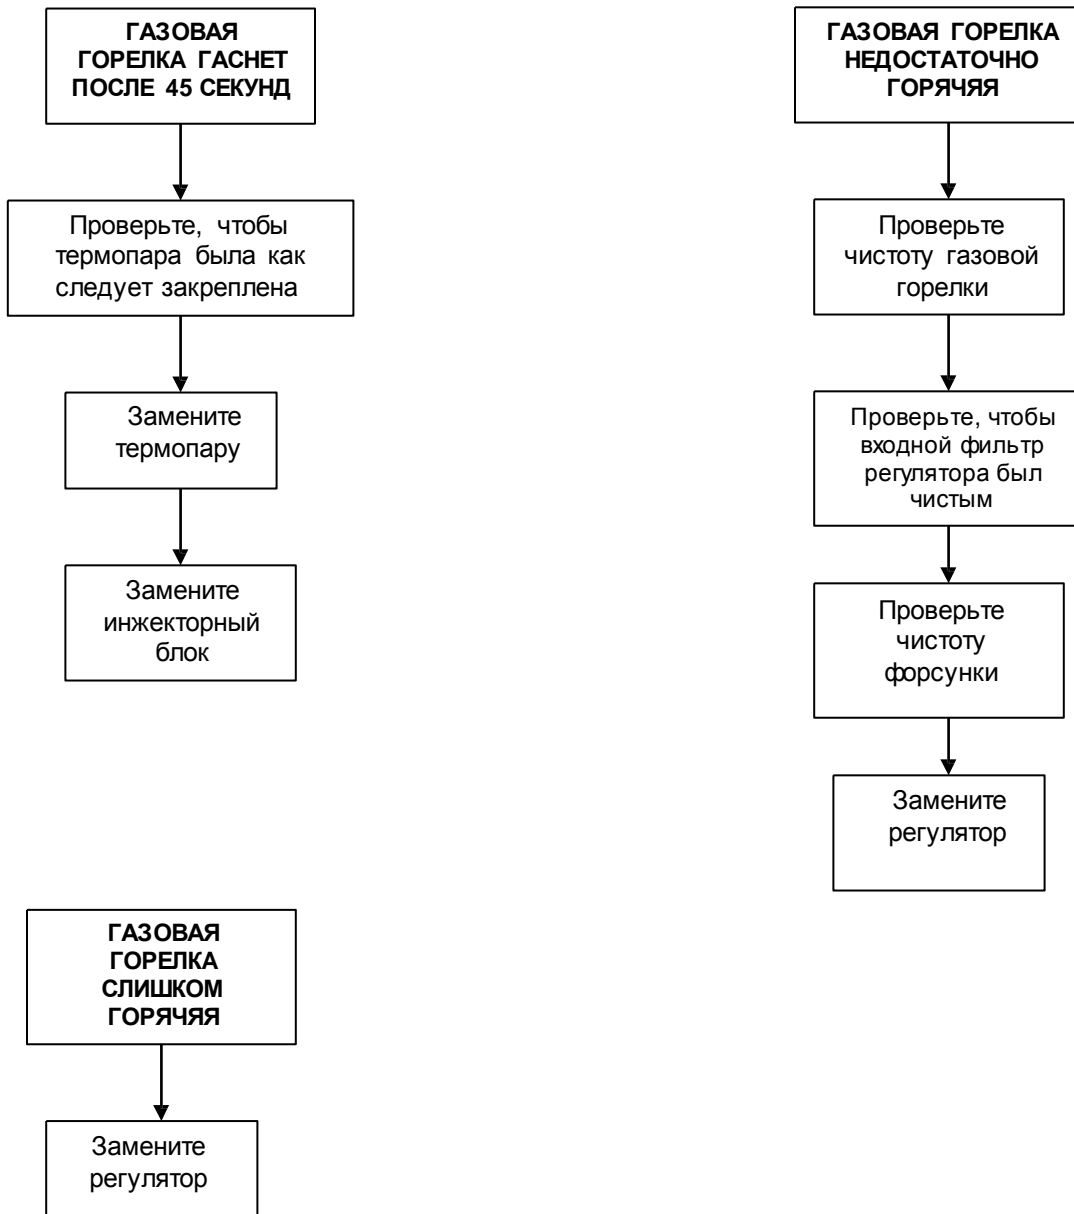 ГАЗОВАЯ
ГОРЕЛКА ГАСНЕТ
ПОСЛЕ 45 СЕКУНД
Проверьте, чтобы
термопара была как
следует закреплена
Замените
термопару
Замените
инжекторный
блок
ГАЗОВАЯ ГОРЕЛКА
НЕДОСТАТОЧНО
ГОРЯЧЯЯ
Проверьте
чистоту газовой
горелки
Проверьте, чтобы
входной фильтр
регулятора был
чистым
Проверьте
чистоту
форсунки
Замените
регулятор
ГАЗОВАЯ
ГОРЕЛКА
СЛИШКОМ
ГОРЯЧЯЯ
Замените
регулятор